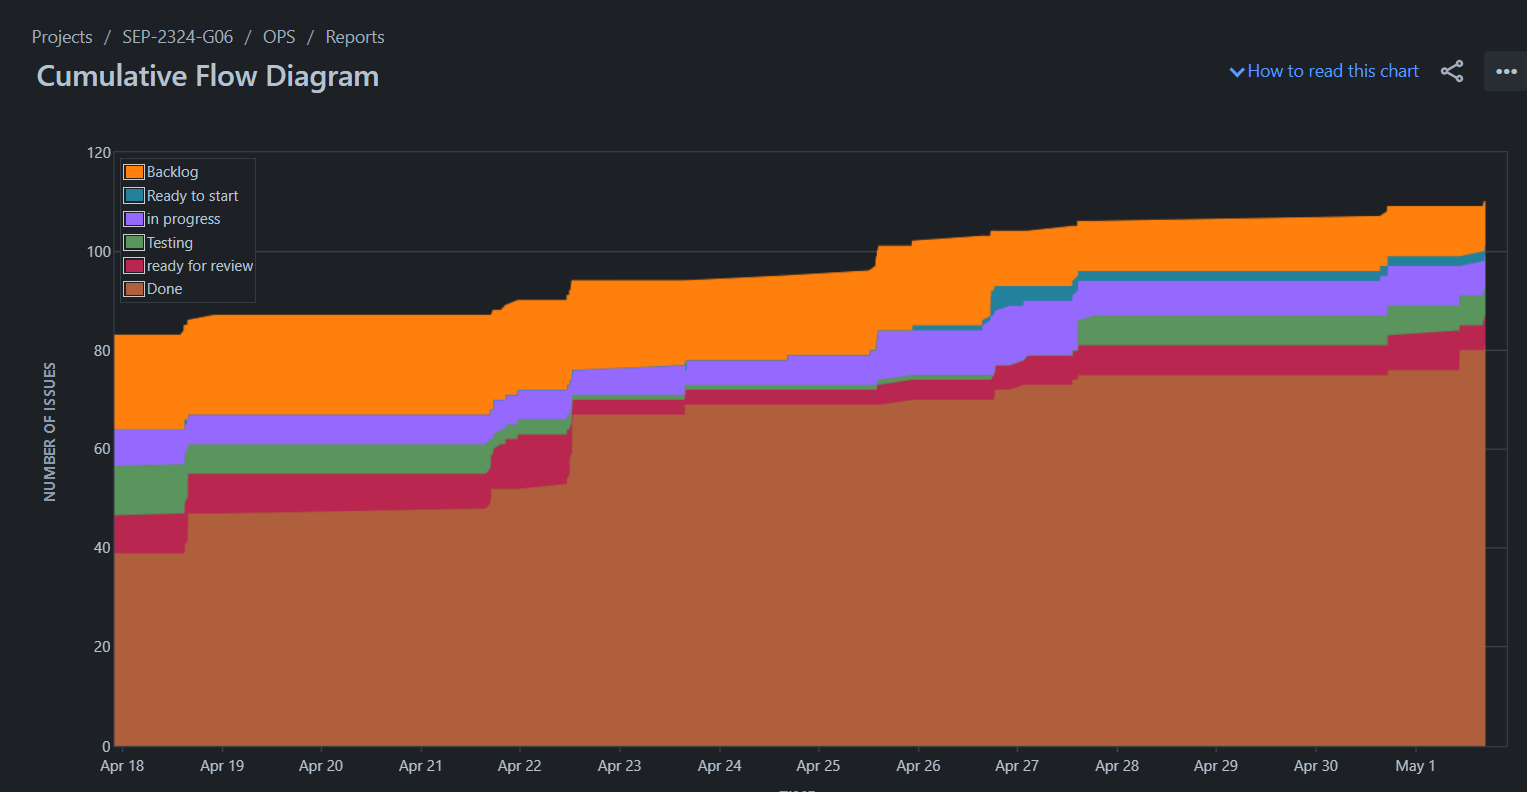 Projects / SEP-2324-G06 / OPS / Reports
Cumulative Flow Diagram
How to read this chart
120
100
80
60
40
20
0
NUMBER OF ISSUES
Backlog
Ready to start
in progress
Testing
ready for review
Done
Apr 18 Apr 19 Apr 20 Apr 21 Apr 22 Apr 23 Apr 24 Apr 25 Apr 26 Apr 27 Apr 28 Apr 29 Apr 30 May 1